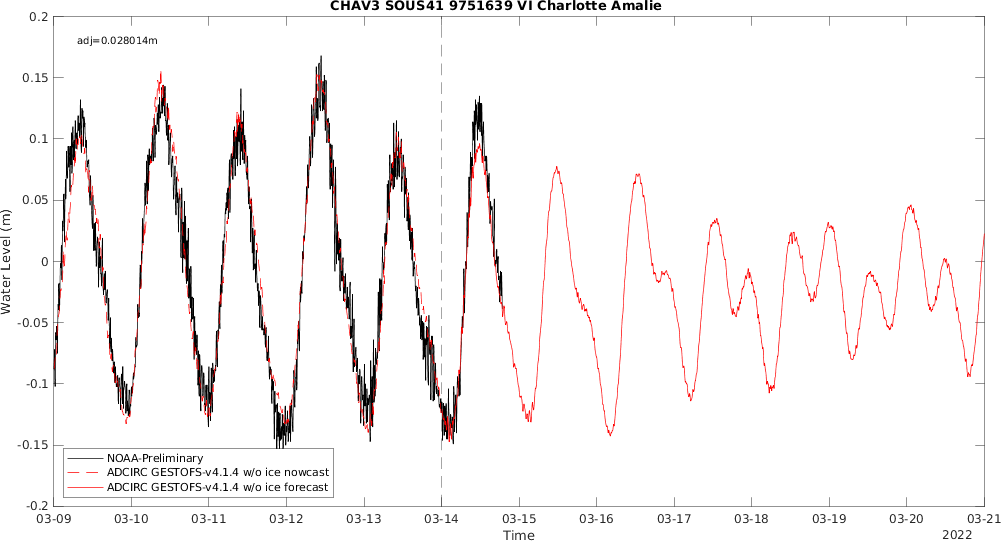 CHAV3 SOUS41 9751639 VI Charlotte Amalie
adj=0.028014m
0.2
0.15
0.1
0.05
0
-0.05
-0.1
-0.15
-0.2
Water Level (m)
NOAA-Preliminary
ADCIRC GESTOFS-v4.1.4 w/o ice nowcast
ADCIRC GESTOFS-v4.1.4 w/o ice forecast
03-09 03-10 03-11 03-12 03-13 03-14 03-15 03-16 03-17 03-18 03-19 03-20 03-21
Time
2022